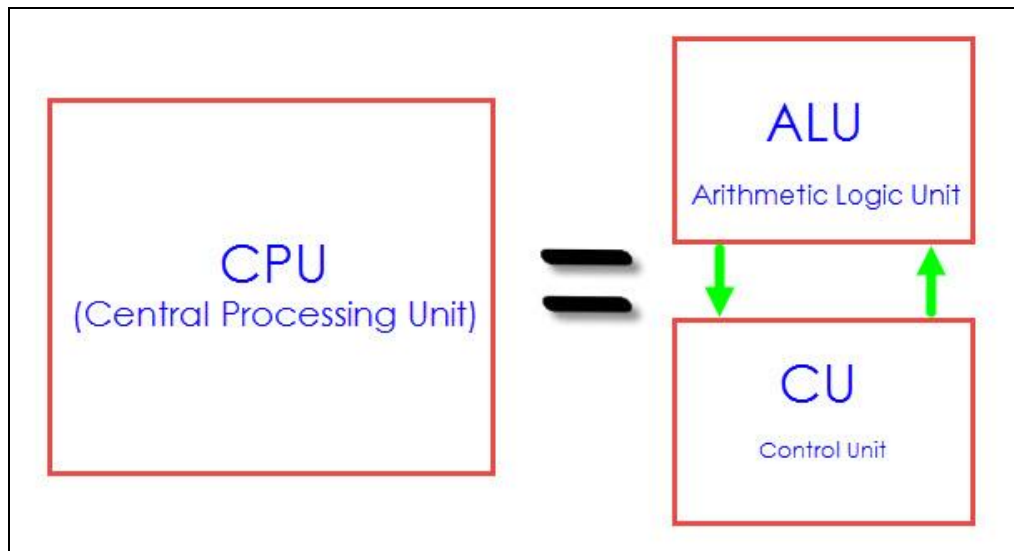 CPU
(Central Processing Unit)
ALU
Arithmetic Logic Unit
CU
Control Unit